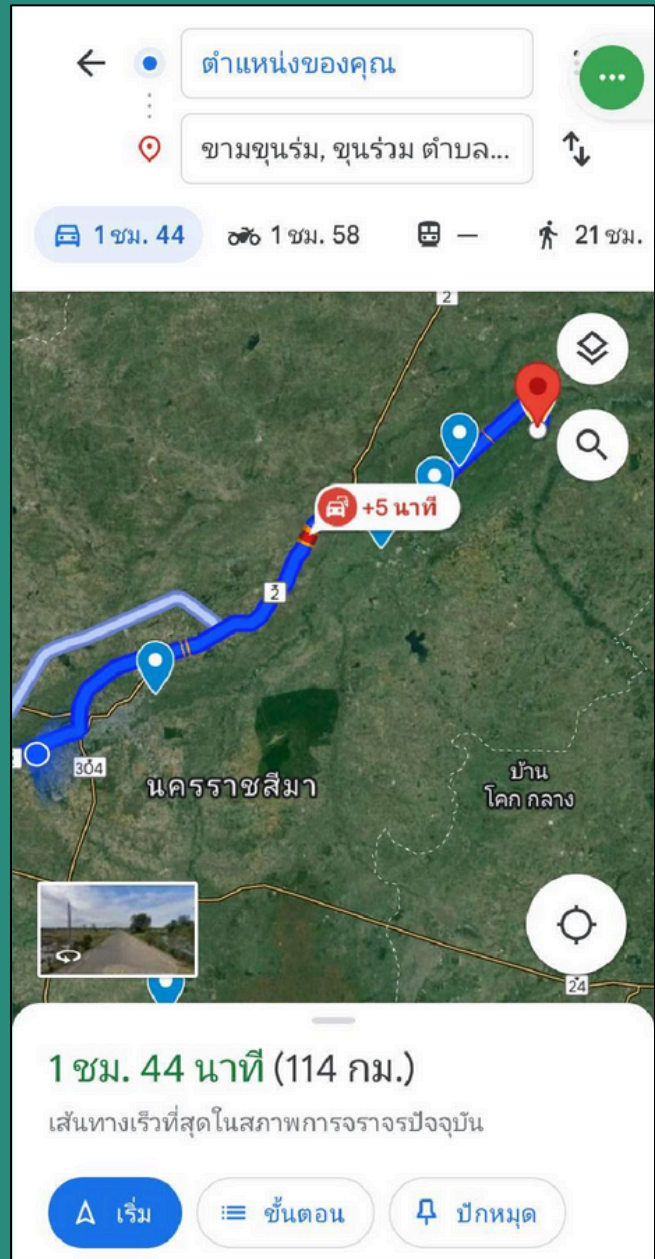 ตำแหน่งของคุณ
ขามขุนร่ม, ขุนร่วม ตำบล...
1 ชม. 44
1 ชม. 58
—
21 ชม.
2
+5 นาที
2
304
นครราชสีมา
บ้าน
โคก กลาง
24
1 ชม. 44 นาที (114 กม.)
เส้นทางเร็วที่สุดในสภาพการจราจรปัจจุบัน
เริ่ม
ขั้นตอน
ปักหมุด